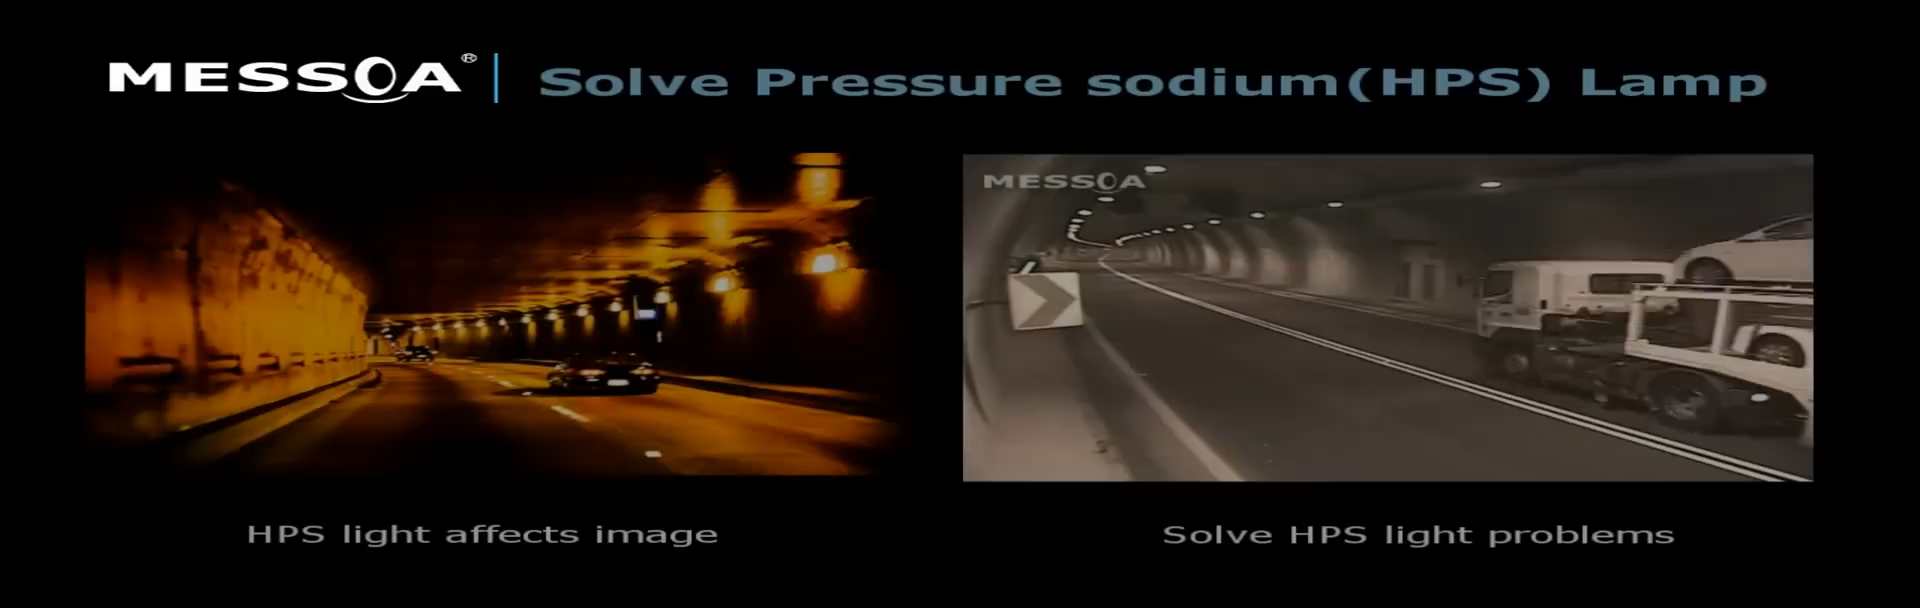 MESSOA® | Solve Pressure sodium(HPS) Lamp
MESSOA
HPS light affects image
Solve HPS light problems